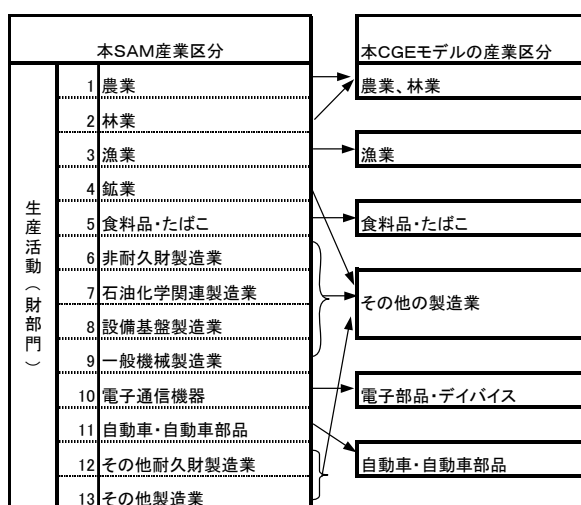 本SAM産業区分
本CGEモデルの産業区分
生産活動（財部門）
1 農業
2 林業
3 漁業
4 鉱業
5 食料品・たばこ
6 非耐久財製造業
7 石油化学関連製造業
8 設備基盤製造業
9 一般機械製造業
10 電子通信機器
11 自動車・自動車部品
12 その他耐久財製造業
13 その他製造業
農業、林業
漁業
食料品・たばこ
その他の製造業
電子部品・デイバイス
自動車・自動車部品